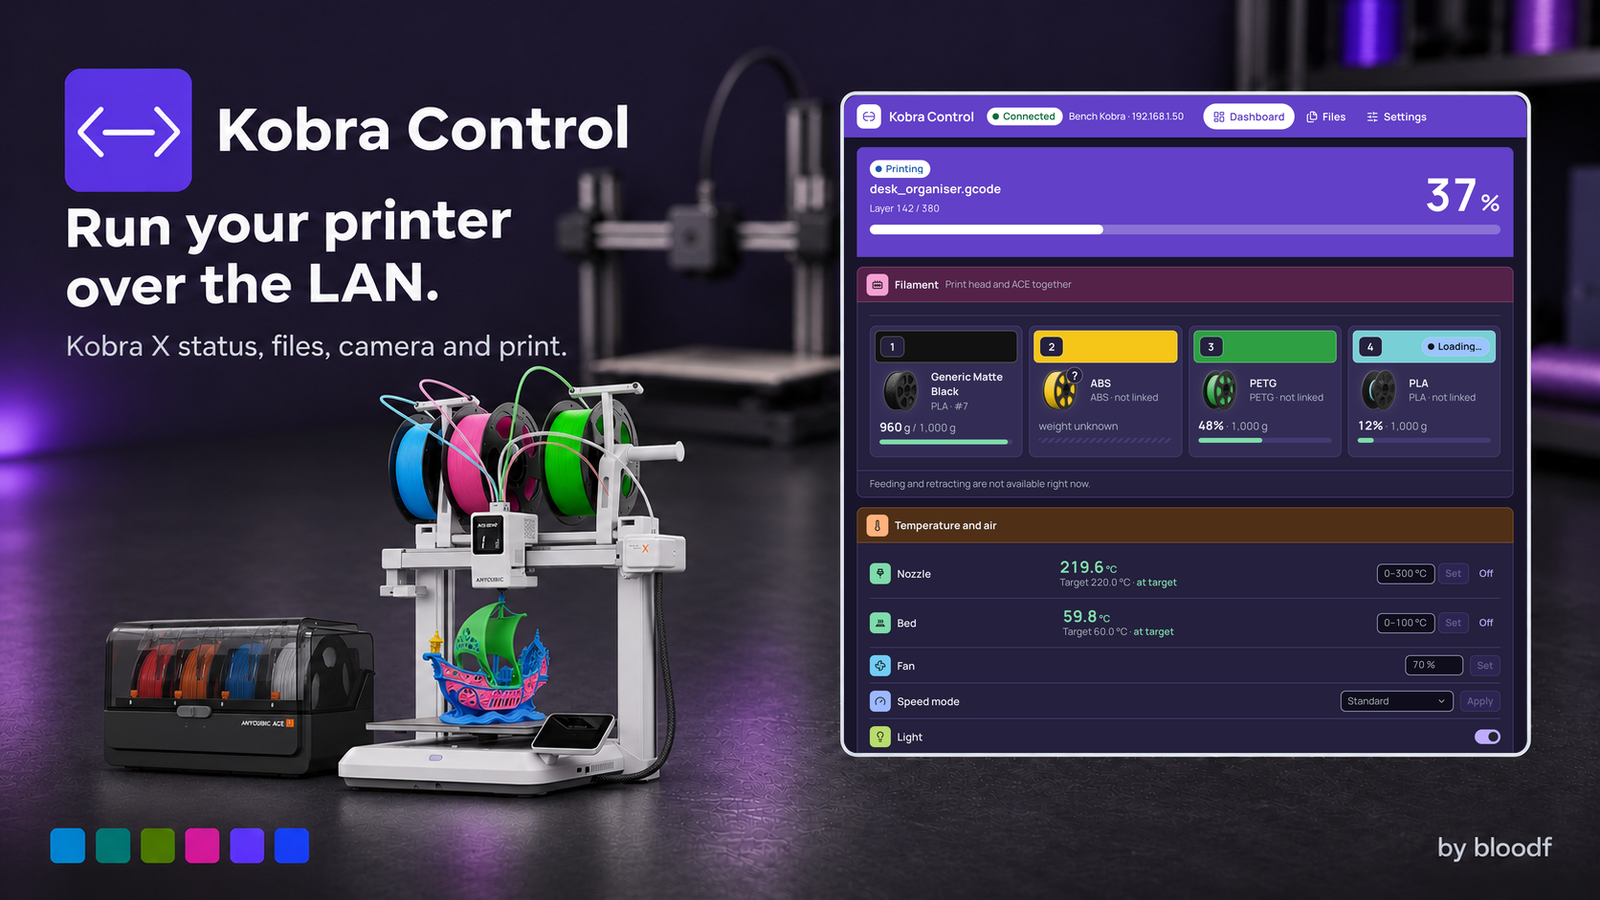 Kobra Control
Run your printer
over the LAN.
Kobra X status, files, camera and print.
ANYCUBIC
X
ANYCUBIC ACE
by bloodf
Kobra Control
Connected
Bench Kobra · 192.168.1.50
Dashboard
Files
Settings
Printing
desk_organiser.gcode
Layer 142 / 380
37%
Filament Print head and ACE together
1
Generic Matte
Black
PLA · #7
960 g / 1,000 g
2
?
ABS
ABS · not linked
weight unknown
3
PETG
PETG · not linked
48% · 1,000 g
4
Loading...
PLA
PLA · not linked
12% · 1,000 g
Feeding and retracting are not available right now.
Temperature and air
Nozzle
219.6 °C
Target 220.0 °C · at target
0–300 °C
Set
Off
Bed
59.8 °C
Target 60.0 °C · at target
0–100 °C
Set
Off
Fan
70 %
Set
Speed mode
Standard
Apply
Light